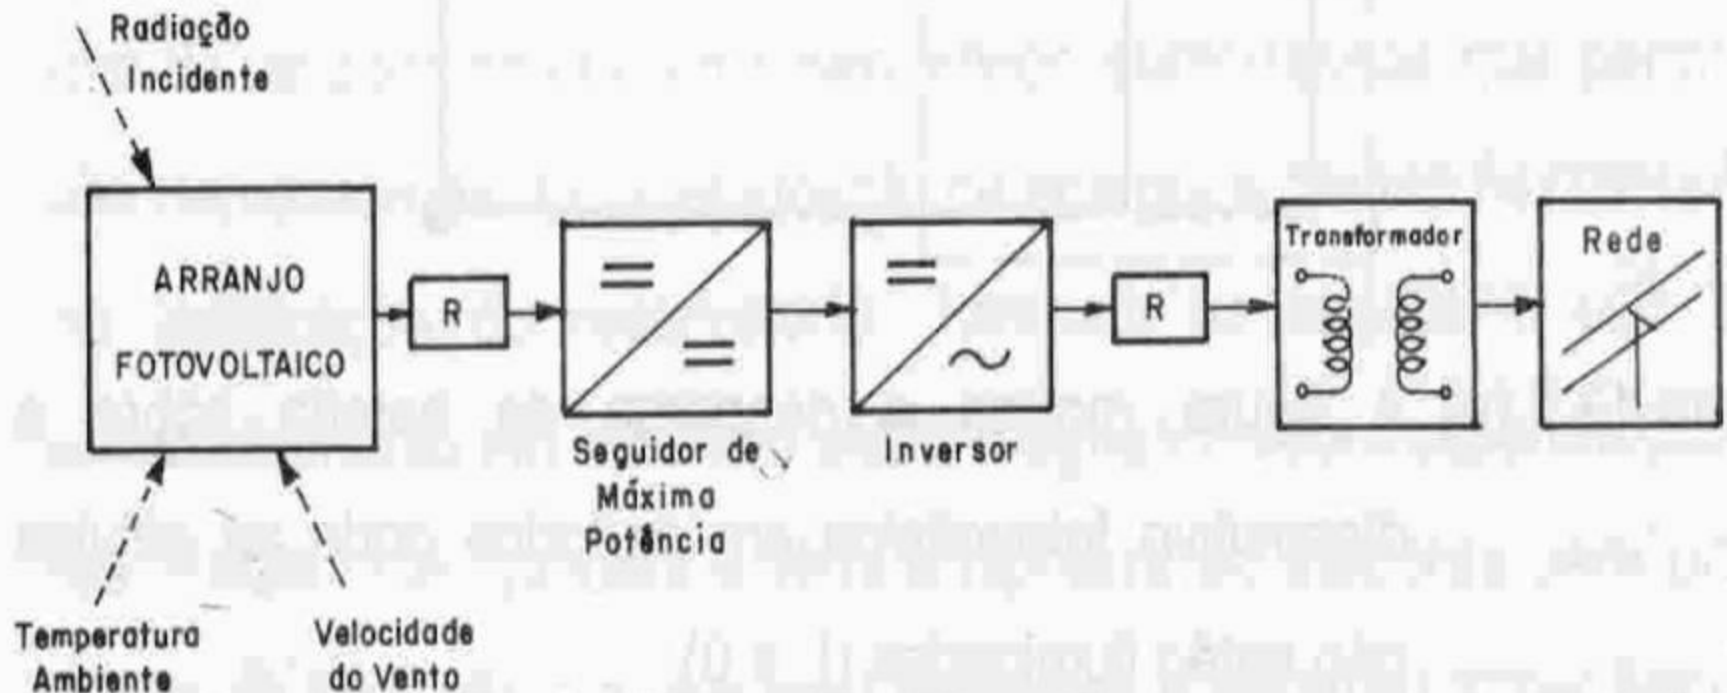 Radiação
Incidente
ARRANJO
FOTOVOLTAICO
R
Seguidor de
Máxima
Potência
Inversor
R
Transformador
Rede
Temperatura
Ambiente
Velocidade
do Vento